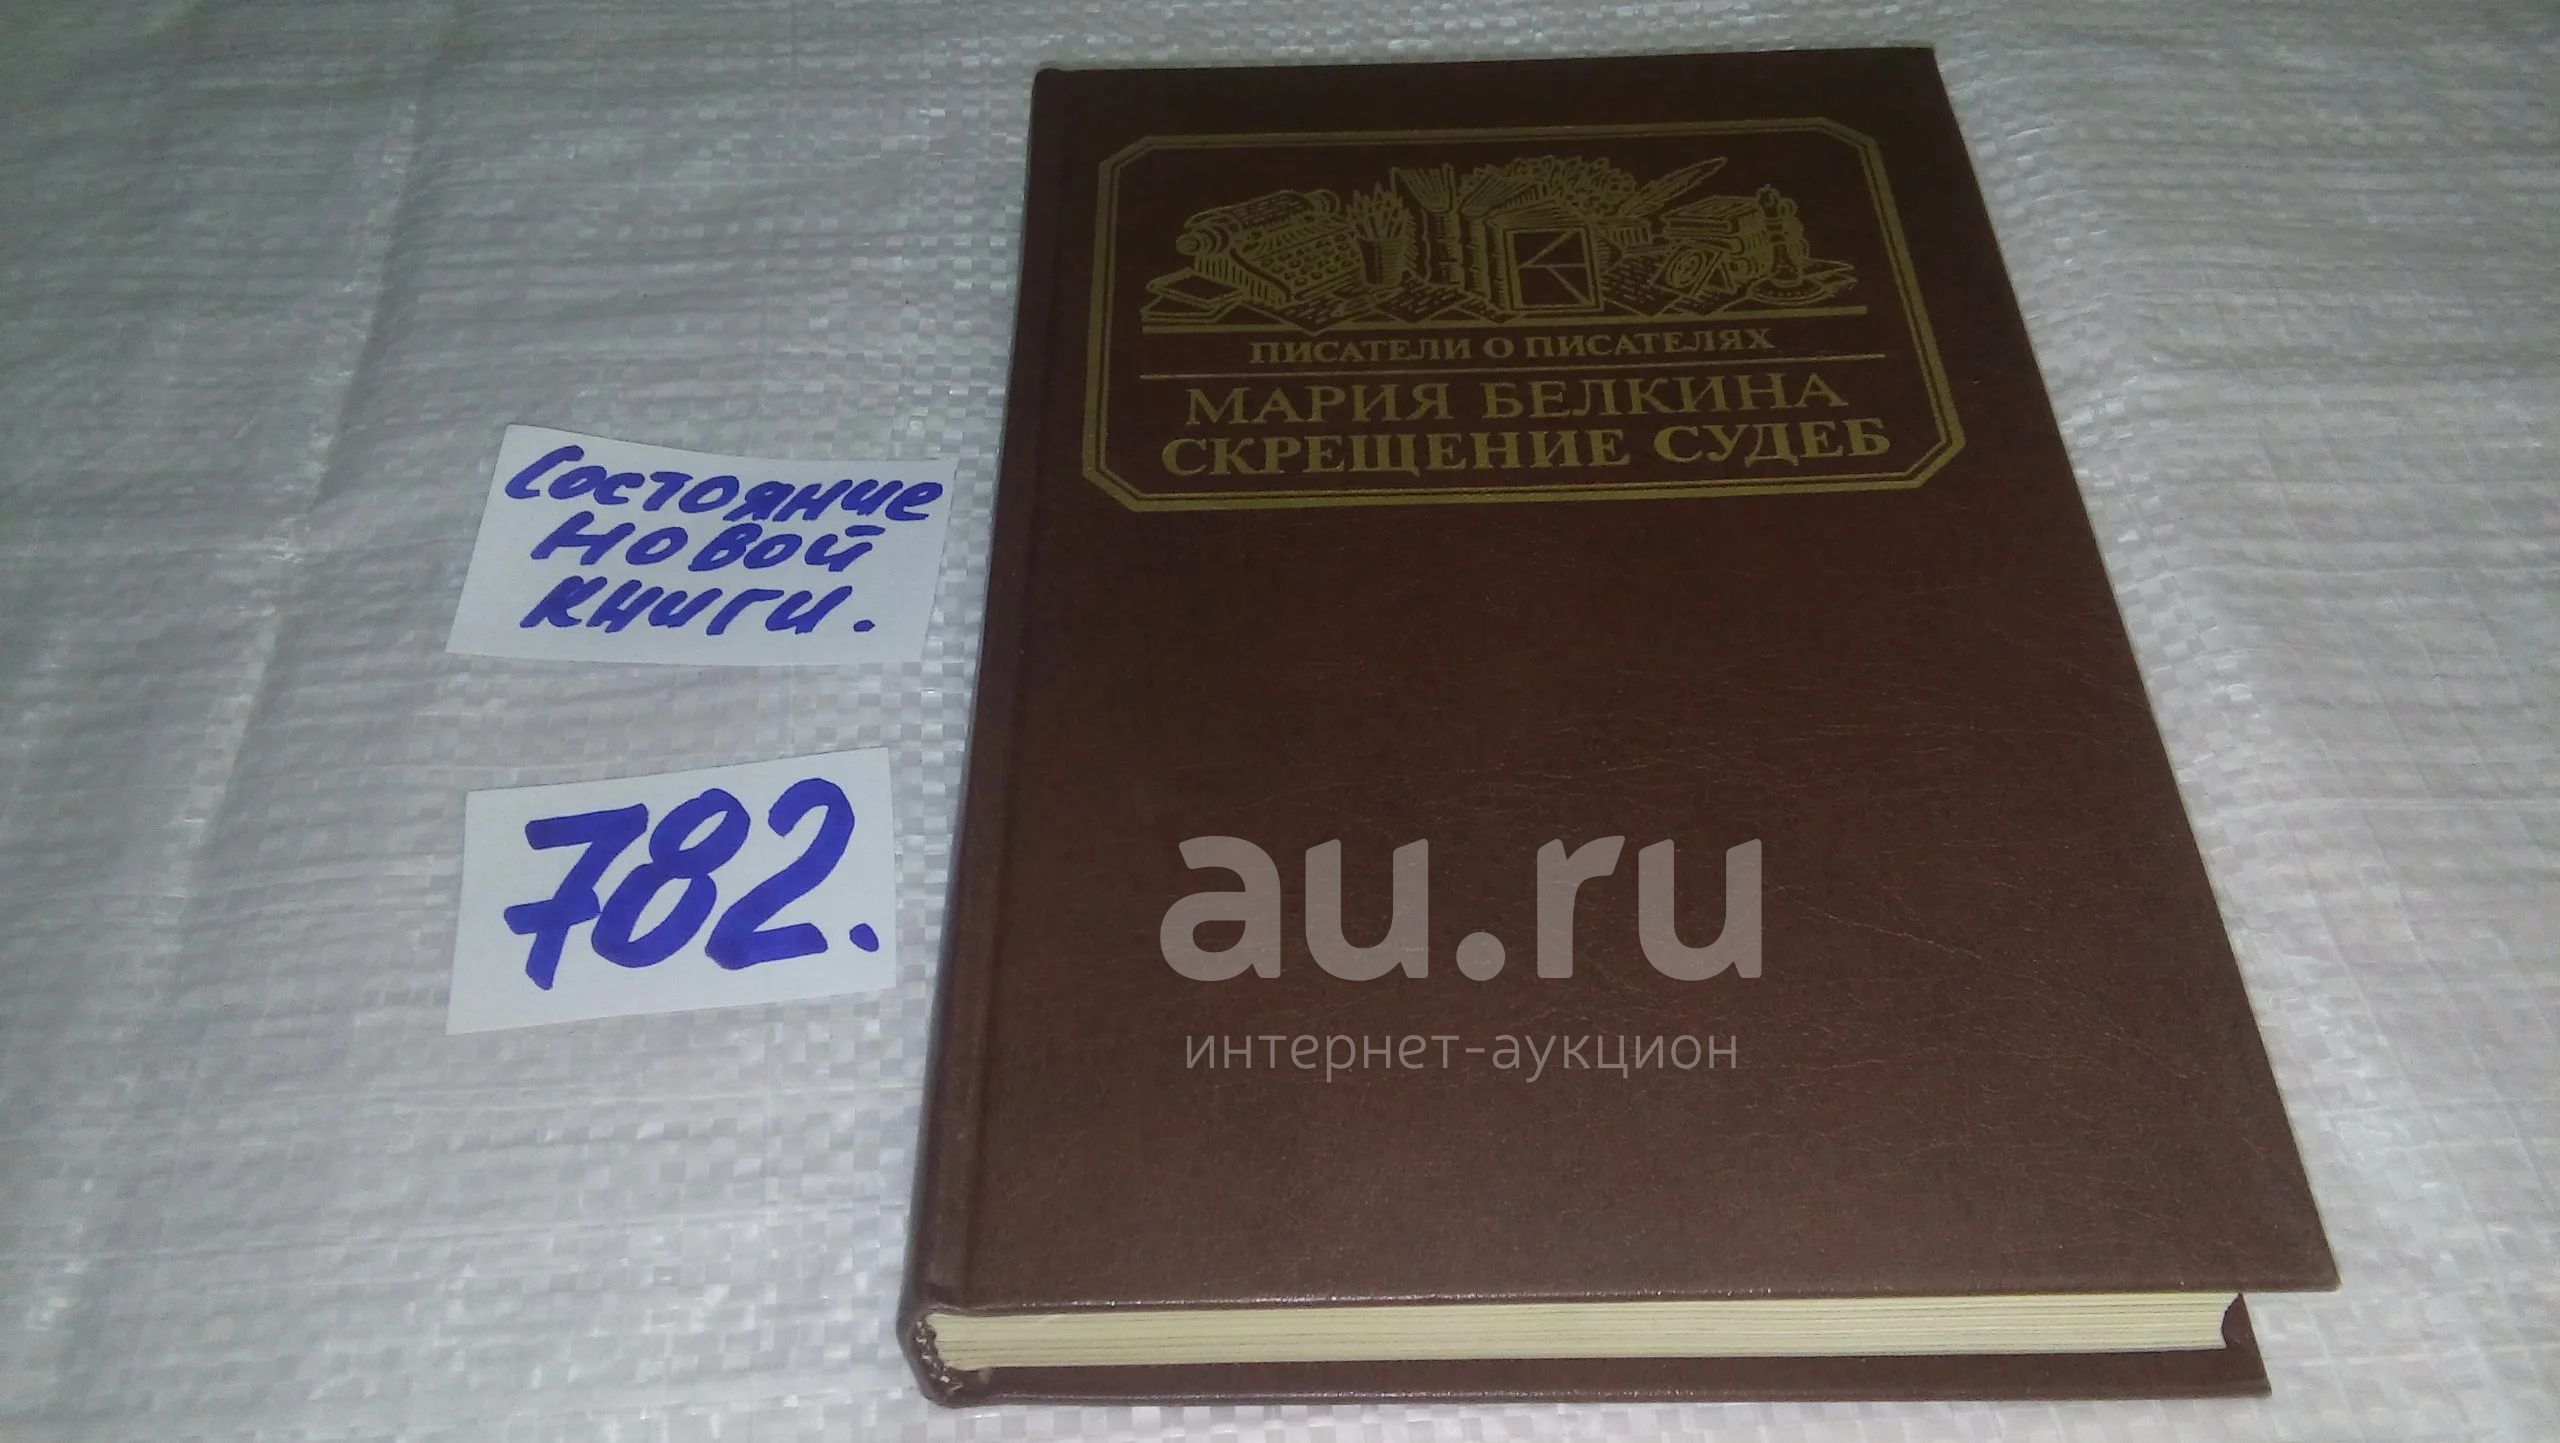 ПИСАТЕЛИ О ПИСАТЕЛЯХ
МАРИЯ БЕЛКИНА
СКРЕЩЕНИЕ СУДЕБ
Состояние
новой
книги.
782.
au.ru
интернет-аукцион